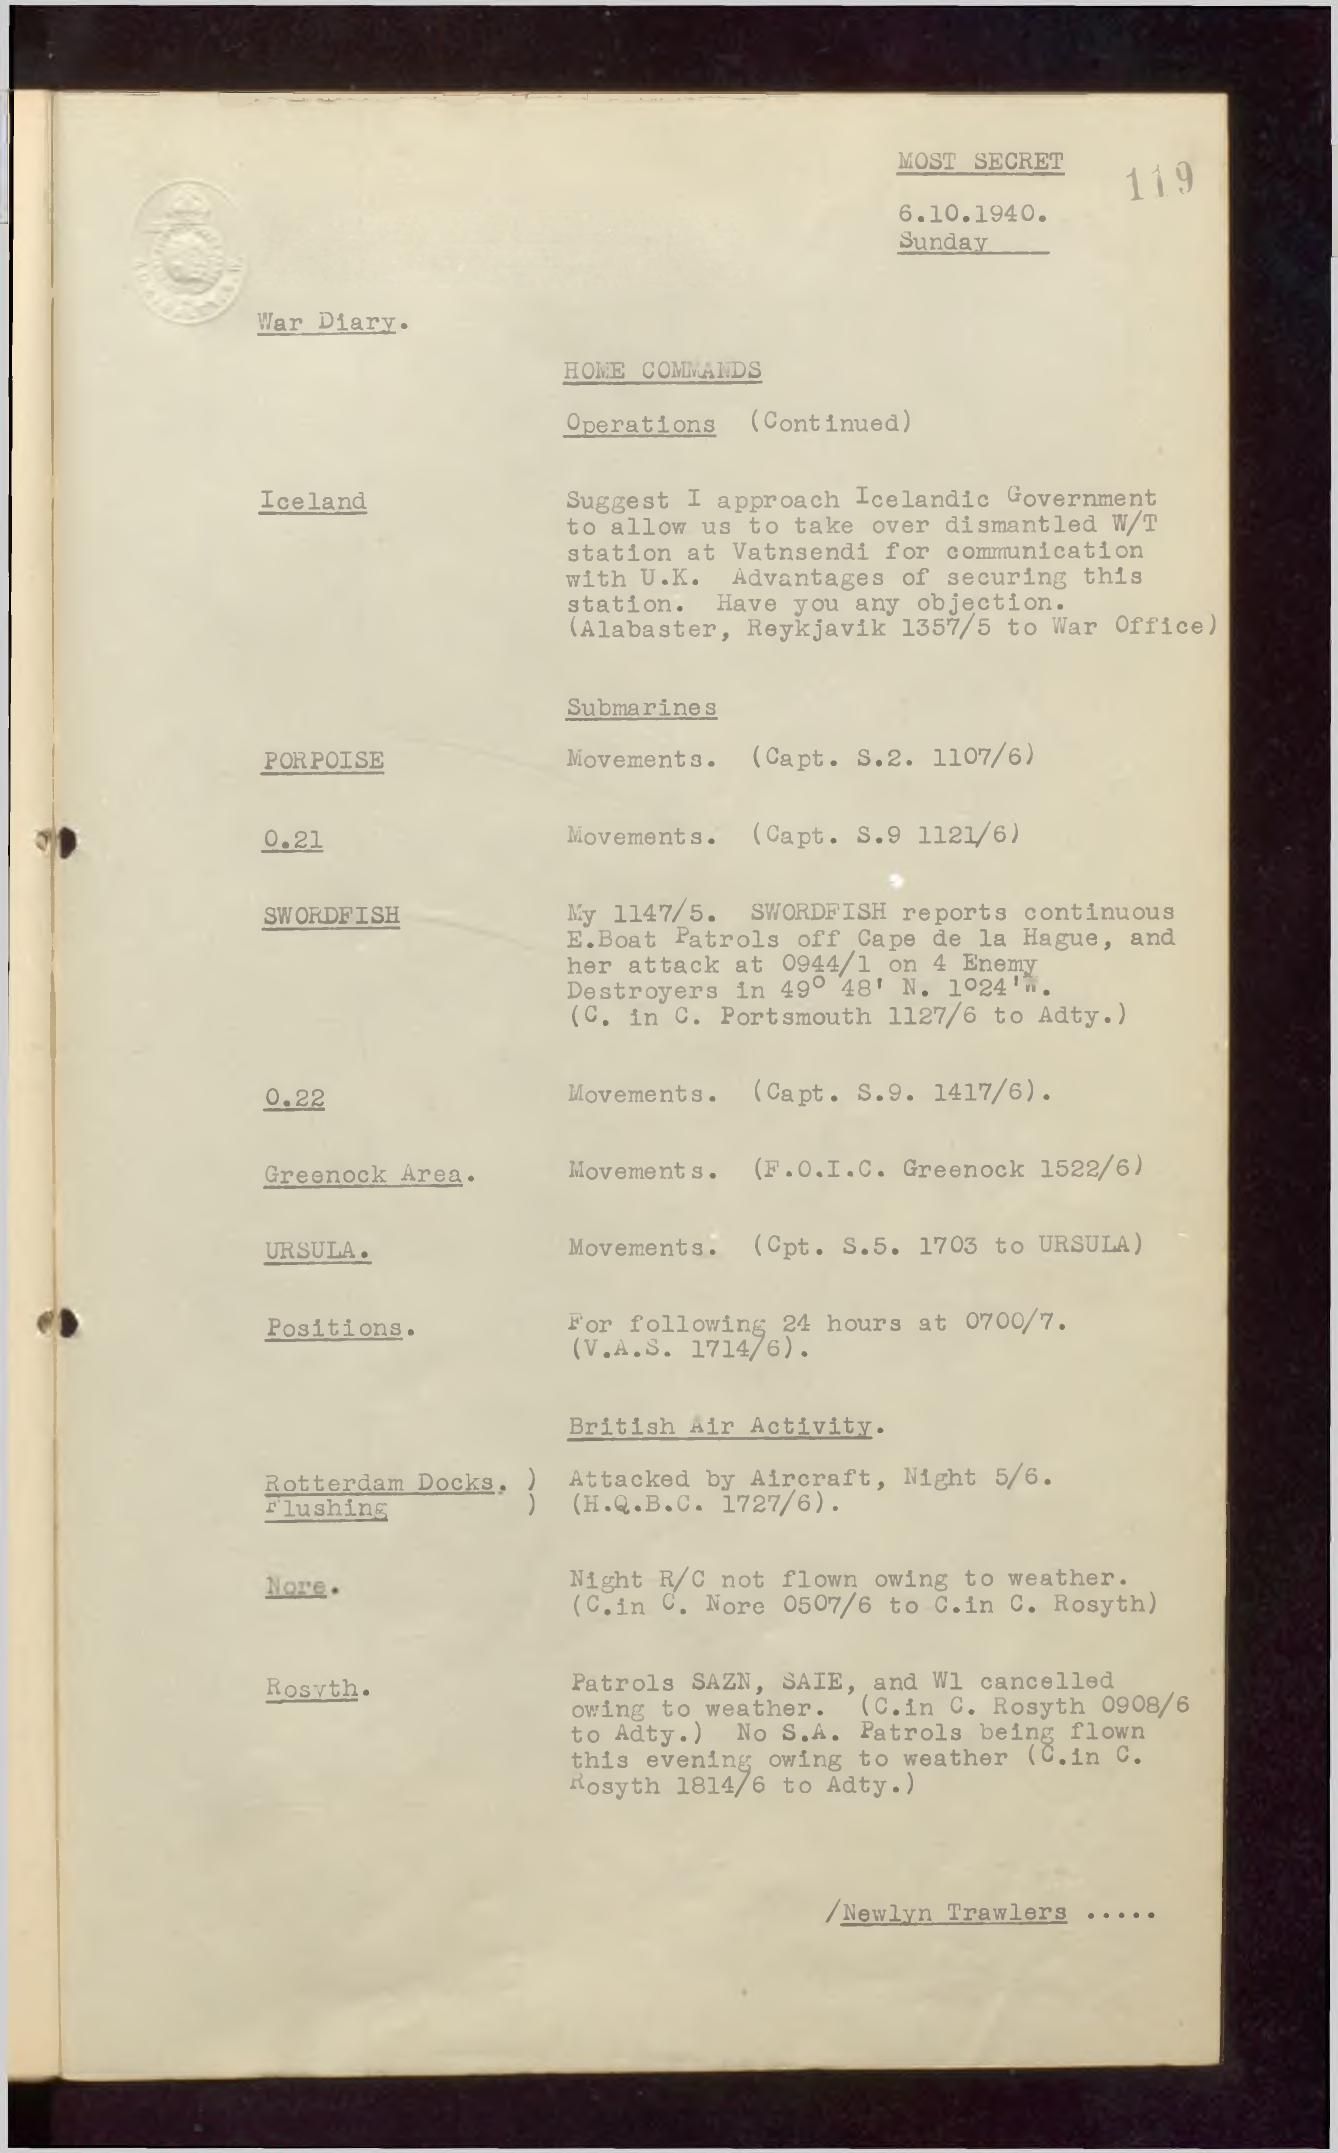 MOST SECRET
119
6.10.1940.
Sunday
War Diary.
HOME COMMANDS
Operations (Continued)
Iceland
Suggest I approach Icelandic Government
to allow us to take over dismantled W/T
station at Vatnsendi for communication
with U.K. Advantages of securing this
station. Have you any objection.
(Alabaster, Reykjavik 1357/5 to War Office)
Submarines
PORPOISE Movements. (Capt. S.2. 1107/6)
O.21 Movements. (Capt. S.9 1121/6)
SWORDFISH My 1147/5. SWORDFISH reports continuous
E.Boat Patrols off Cape de la Hague, and
her attack at 0944/1 on 4 Enemy
Destroyers in 49° 48' N. 1°24'W.
(C. in C. Portsmouth 1127/6 to Adty.)
O.22 Movements. (Capt. S.9. 1417/6).
Greenock Area. Movements. (F.O.I.C. Greenock 1522/6)
URSULA. Movements. (Cpt. S.5. 1703 to URSULA)
Positions. For following 24 hours at 0700/7.
(V.A.S. 1714/6).
British Air Activity.
Rotterdam Docks. ) Attacked by Aircraft, Night 5/6.
Flushing ) (H.Q.B.C. 1727/6).
Nore. Night R/C not flown owing to weather.
(C.in C. Nore 0507/6 to C.in C. Rosyth)
Rosyth. Patrols SAZN, SAIE, and W1 cancelled
owing to weather. (C.in C. Rosyth 0908/6
to Adty.) No S.A. Patrols being flown
this evening owing to weather (C.in C.
Rosyth 1814/6 to Adty.)
/Newlyn Trawlers .....